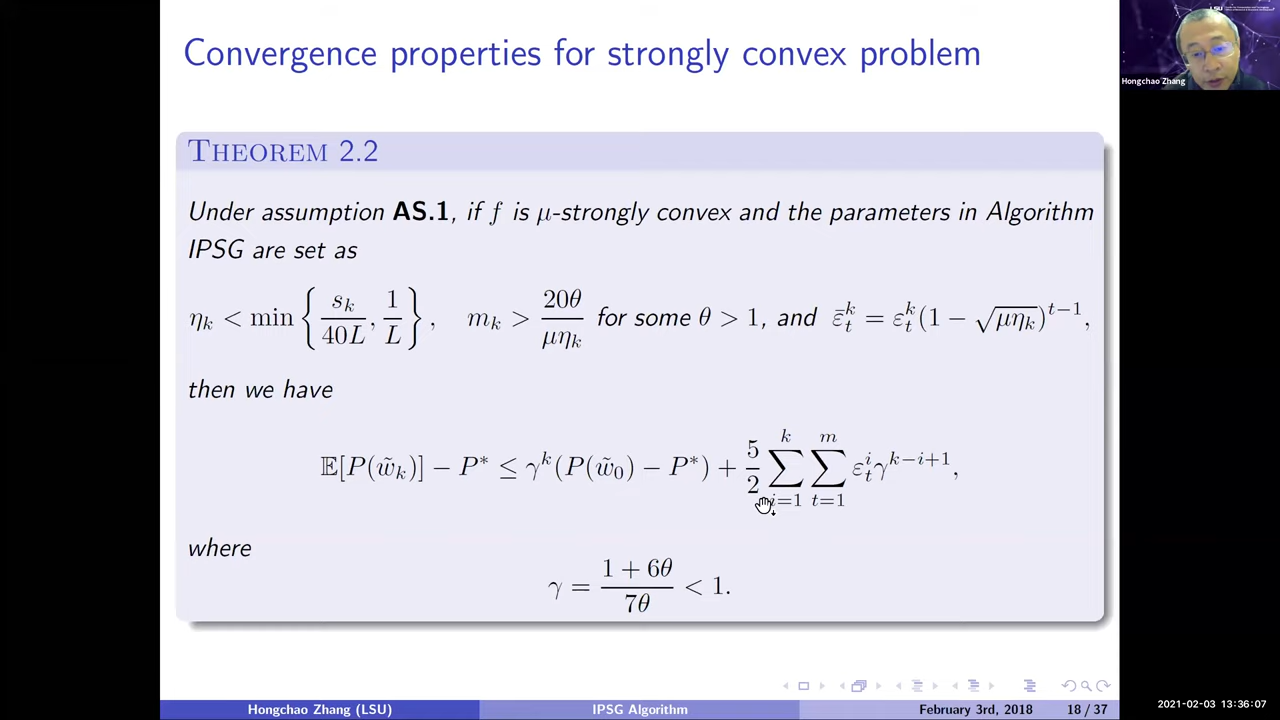 Convergence properties for strongly convex problem
THEOREM 2.2
Under assumption AS.1, if f is μ-strongly convex and the parameters in Algorithm
IPSG are set as
η_k < min { s_k/40L, 1/L }, m_k > 20θ/μη_k for some θ > 1, and ε̄_t^k = ε_t^k(1 − √μη_k)^{t−1},
then we have
𝔼[P(w̃_k)] − P* ≤ γ^k(P(w̃_0) − P*) + 5/2 ∑_{i=1}^{k} ∑_{t=1}^{m} ε_t^i γ^{k−i+1},
where
γ = (1 + 6θ)/7θ < 1.
Hongchao Zhang (LSU) IPSG Algorithm February 3rd, 2018 18 / 37
LSU
Hongchao Zhang
2021-02-03 13:36:07